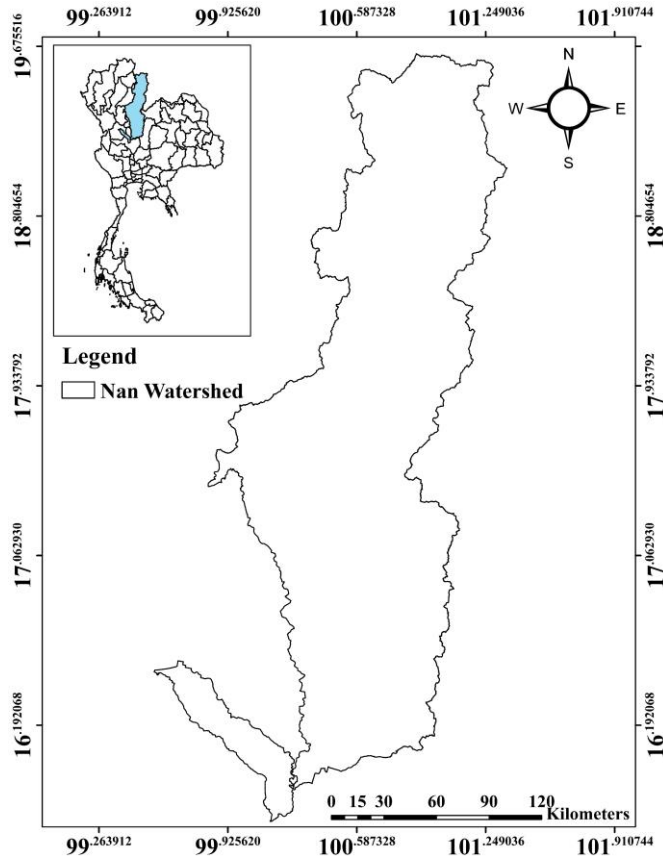 99.263912 99.925620 100.587328 101.249036 101.910744
19.675516
18.804654
17.933792
17.062930
16.192068
N
W E
S
Legend
Nan Watershed
19.675516
18.804654
17.933792
17.062930
16.192068
0 15 30 60 90 120
Kilometers
99.263912 99.925620 100.587328 101.249036 101.910744